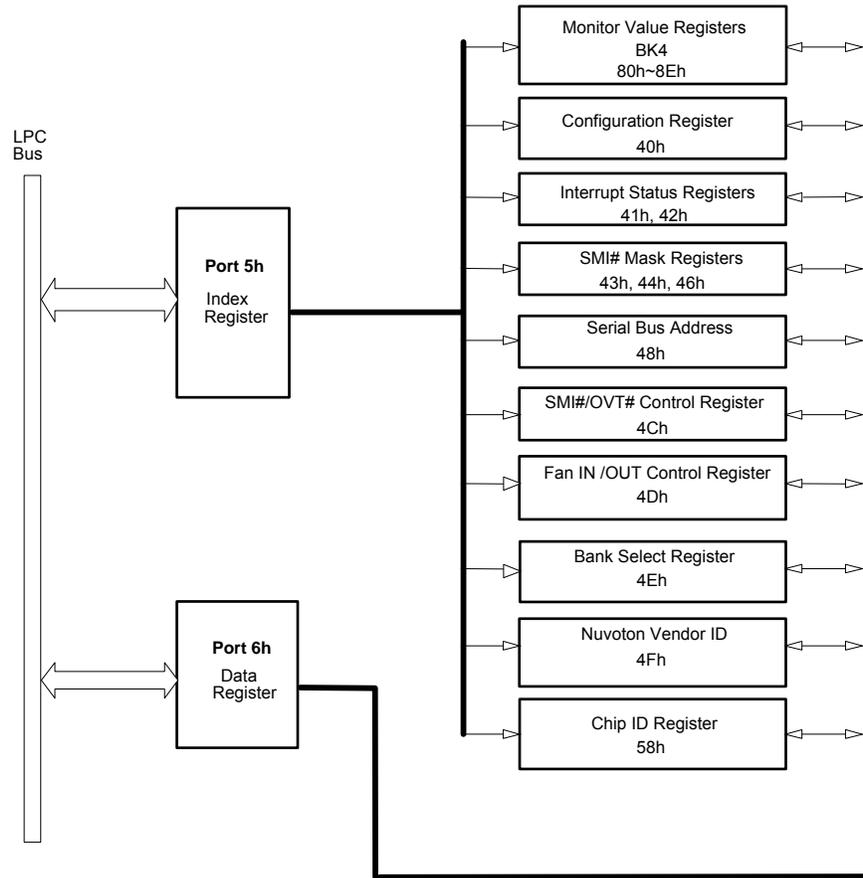 LPC
Bus
Port 5h
Index
Register
Port 6h
Data
Register
Monitor Value Registers
BK4
80h~8Eh
Configuration Register
40h
Interrupt Status Registers
41h, 42h
SMI# Mask Registers
43h, 44h, 46h
Serial Bus Address
48h
SMI#/OVT# Control Register
4Ch
Fan IN /OUT Control Register
4Dh
Bank Select Register
4Eh
Nuvoton Vendor ID
4Fh
Chip ID Register
58h